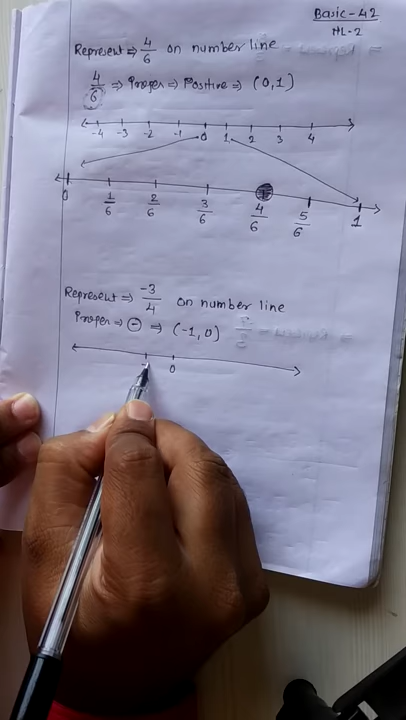 Basic-42
NL-2
Represent ⇒ 4/6 on number line
4/6 ⇒ Proper ⇒ Positive ⇒ (0,1)
-4 -3 -2 -1 0 1 2 3 4
0 1/6 2/6 3/6 4/6 5/6 1
Represent ⇒ -3/4 on number line
Proper ⇒ ⊖ ⇒ (-1, 0)
0